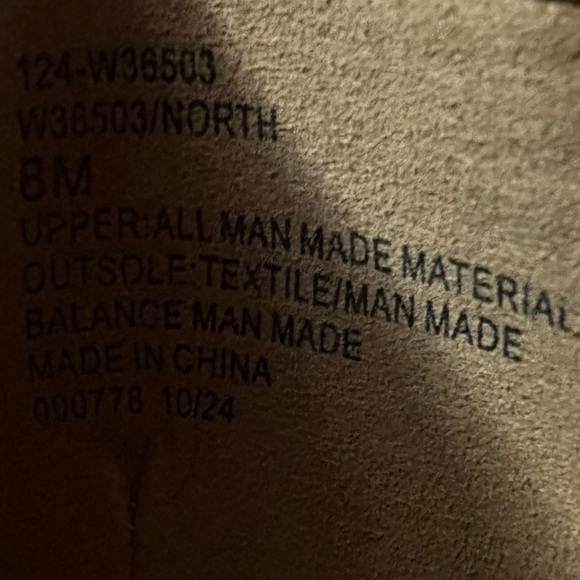 124-W36503
W36503/NORTH
8M
UPPER:ALL MAN MADE MATERIAL
OUTSOLE:TEXTILE/MAN MADE
BALANCE MAN MADE
MADE IN CHINA
000778 10/24